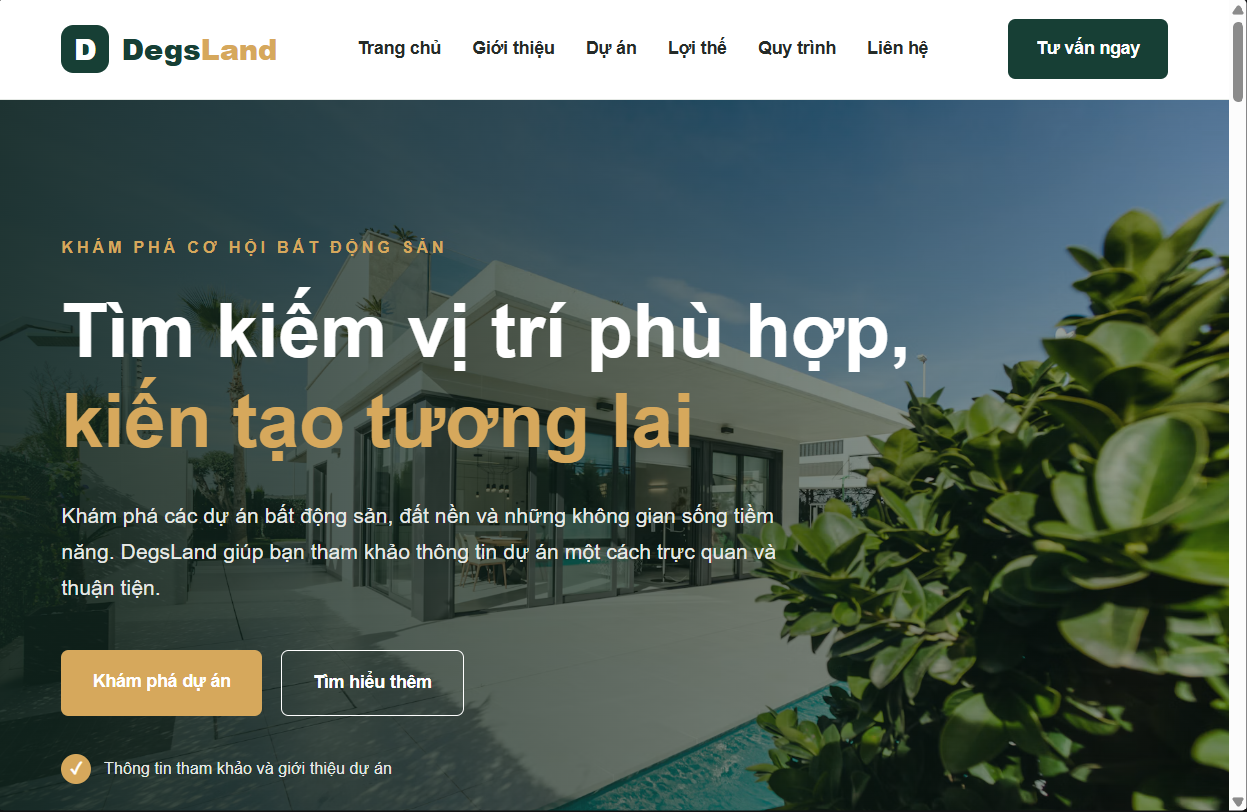 D DegsLand
Trang chủ Giới thiệu Dự án Lợi thế Quy trình Liên hệ
Tư vấn ngay
KHÁM PHÁ CƠ HỘI BẤT ĐỘNG SẢN
Tìm kiếm vị trí phù hợp,
kiến tạo tương lai
Khám phá các dự án bất động sản, đất nền và những không gian sống tiềm
năng. DegsLand giúp bạn tham khảo thông tin dự án một cách trực quan và
thuận tiện.
Khám phá dự án
Tìm hiểu thêm
Thông tin tham khảo và giới thiệu dự án